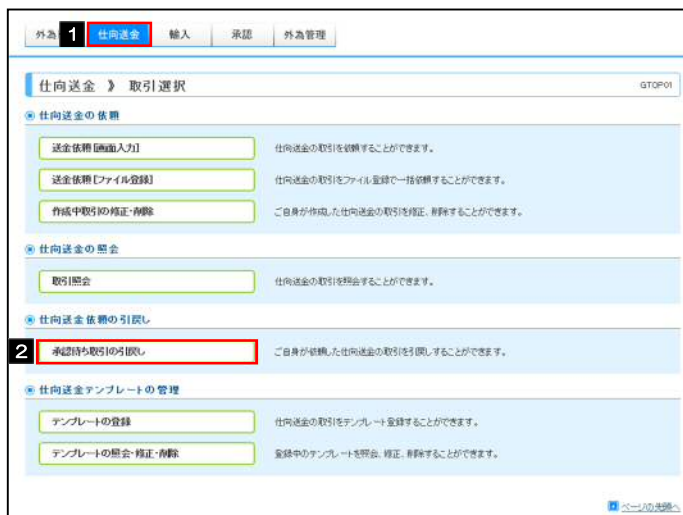 外為 1 仕向送金 輸入 承認 外為管理
仕向送金 》 取引選択 GTOP01
仕向送金の依頼
送金依頼[画面入力] 仕向送金の取引を依頼することができます。
送金依頼[ファイル登録] 仕向送金の取引をファイル登録で一括依頼することができます。
作成中取引の修正・削除 ご自身が作成した仕向送金の取引を修正、削除することができます。
仕向送金の照会
取引照会 仕向送金の取引を照会することができます。
仕向送金依頼の引戻し
2 承認待ち取引の引戻し ご自身が依頼した仕向送金の取引を引戻しすることができます。
仕向送金テンプレートの管理
テンプレートの登録 仕向送金の取引をテンプレート登録することができます。
テンプレートの照会・修正・削除 登録中のテンプレートを照会、修正、削除することができます。
ページの先頭へ